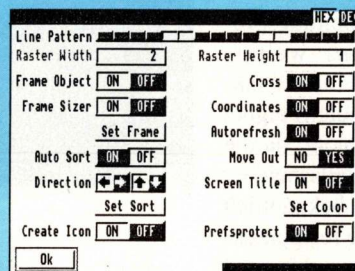 HEX DE
Line Pattern
Raster Width 2 Raster Height 1
Frame Object ON OFF Cross ON OFF
Frame Sizer ON OFF Coordinates ON OFF
Set Frame Autorefresh ON OFF
Auto Sort ON OFF Move Out NO YES
Direction Screen Title ON OFF
Set Sort Set Color
Create Icon ON OFF Prefsprotect ON OFF
Ok